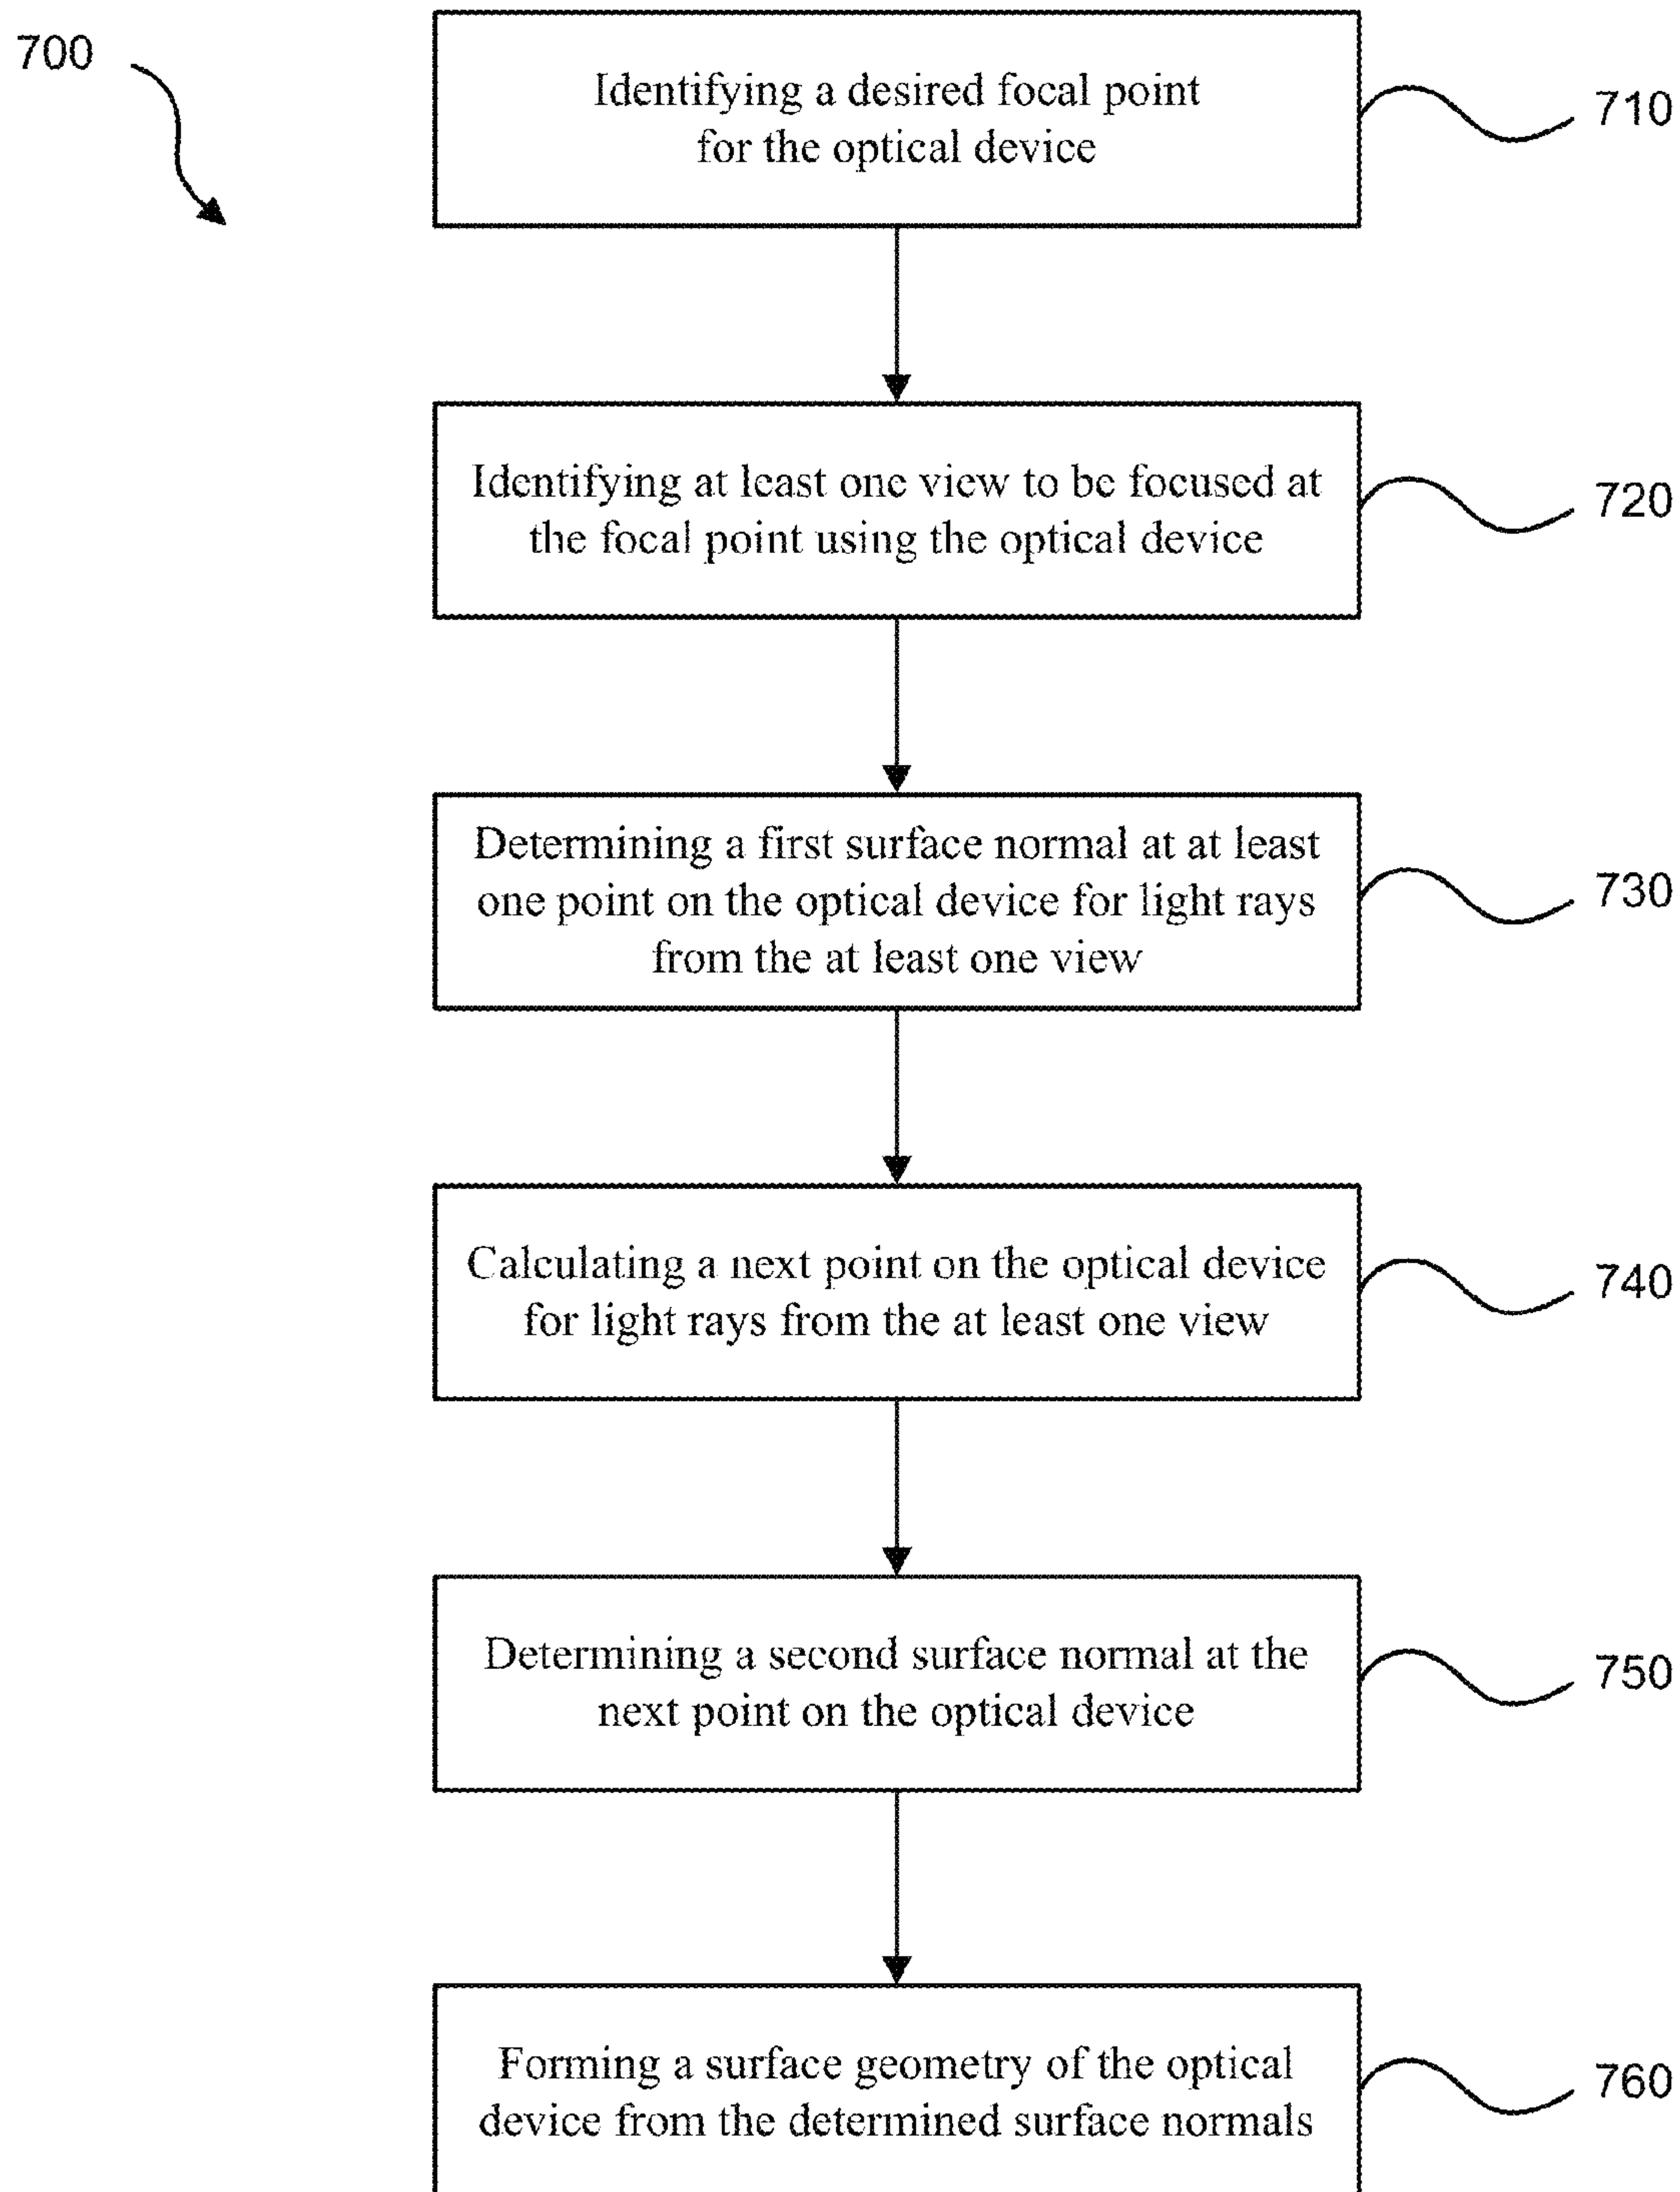 700
Identifying a desired focal point
for the optical device
710
Identifying at least one view to be focused at
the focal point using the optical device
720
Determining a first surface normal at at least
one point on the optical device for light rays
from the at least one view
730
Calculating a next point on the optical device
for light rays from the at least one view
740
Determining a second surface normal at the
next point on the optical device
750
Forming a surface geometry of the optical
device from the determined surface normals
760